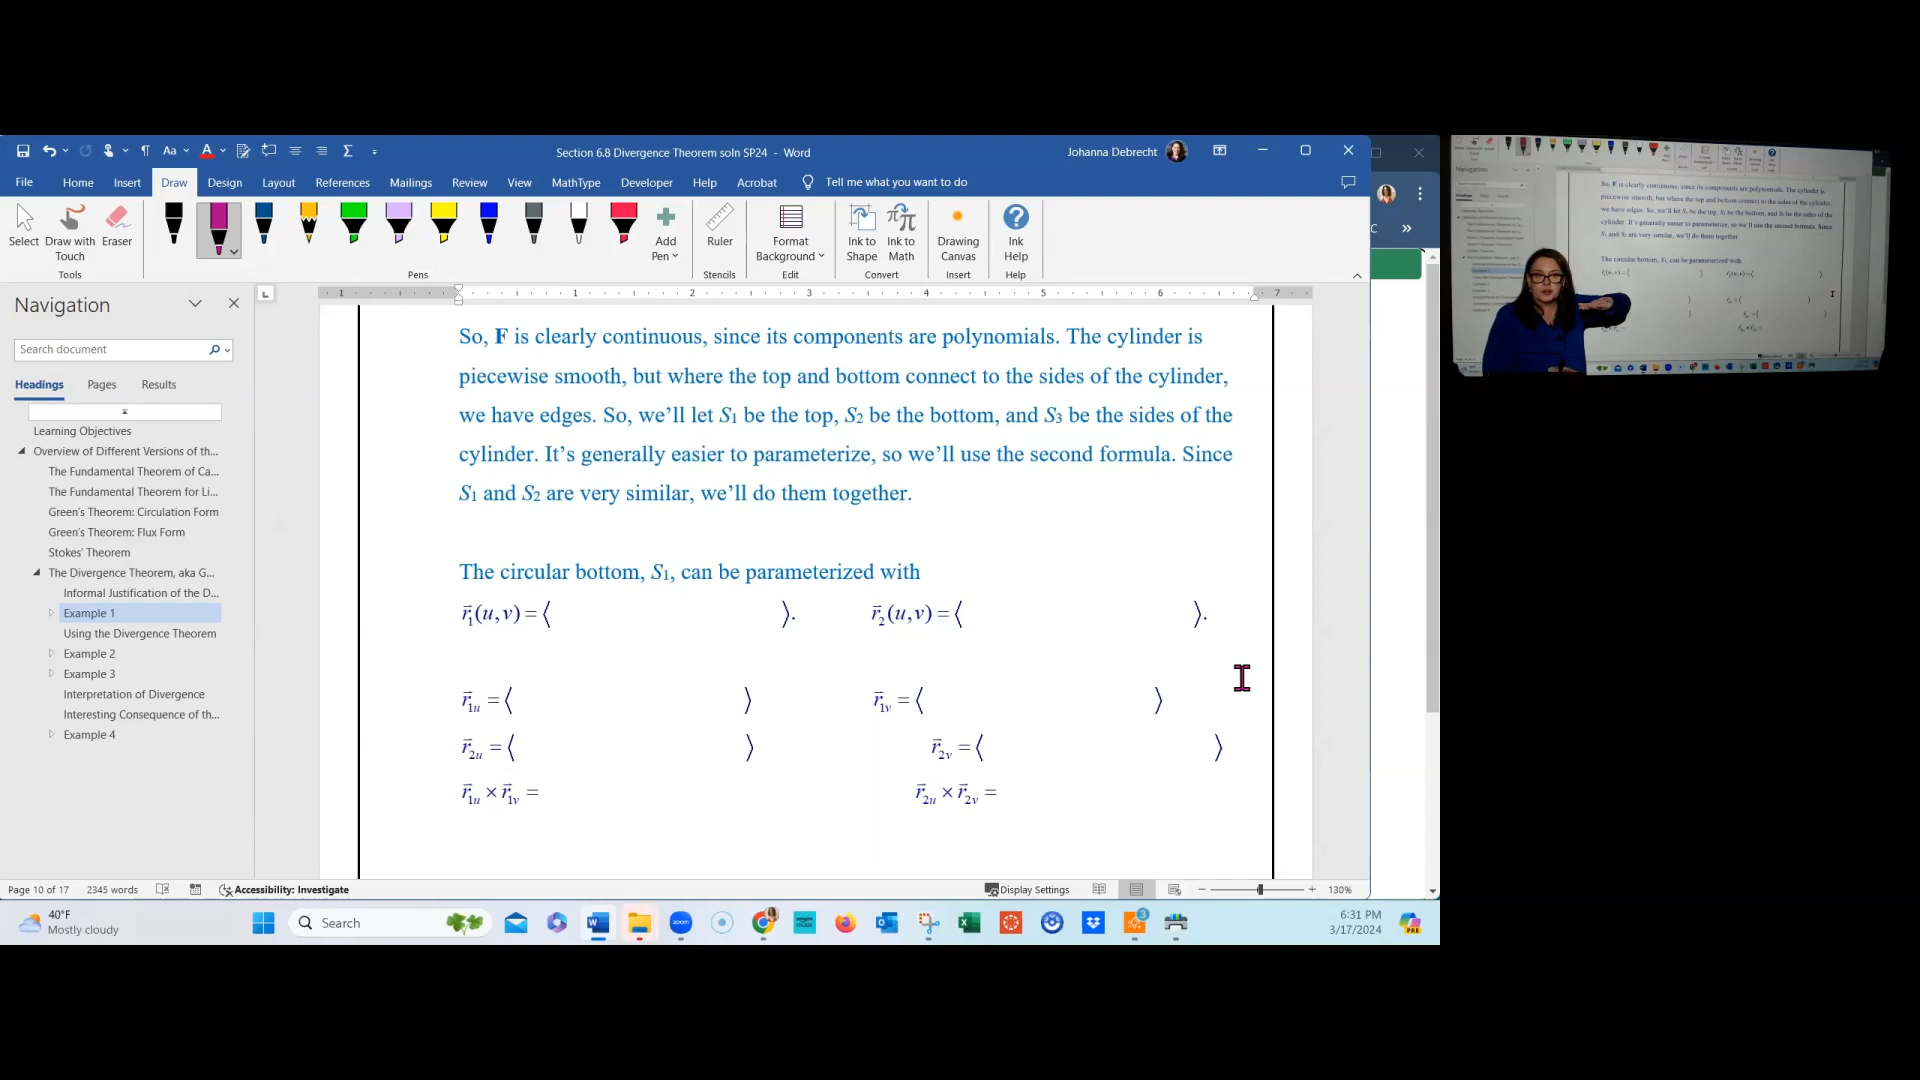 Section 6.8 Divergence Theorem soln SP24 - Word
Johanna Debrecht
File Home Insert Draw Design Layout References Mailings Review View MathType Developer Help Acrobat Tell me what you want to do
Select
Draw with Touch
Eraser
Tools
Pens
Add Pen
Ruler
Stencils
Format Background
Edit
Ink to Shape
Ink to Math
Convert
Drawing Canvas
Insert
Ink Help
Help
Navigation
Search document
Headings Pages Results
Learning Objectives
Overview of Different Versions of th...
The Fundamental Theorem of Ca...
The Fundamental Theorem for Li...
Green's Theorem: Circulation Form
Green's Theorem: Flux Form
Stokes' Theorem
The Divergence Theorem, aka G...
Informal Justification of the D...
Example 1
Using the Divergence Theorem
Example 2
Example 3
Interpretation of Divergence
Interesting Consequence of th...
Example 4
1 1 2 3 4 5 6 7
So, F is clearly continuous, since its components are polynomials. The cylinder is
piecewise smooth, but where the top and bottom connect to the sides of the cylinder,
we have edges. So, we'll let S₁ be the top, S₂ be the bottom, and S₃ be the sides of the
cylinder. It's generally easier to parameterize, so we'll use the second formula. Since
S₁ and S₂ are very similar, we'll do them together.
The circular bottom, S₁, can be parameterized with
r⃗₁(u,v) = ⟨ ⟩. r⃗₂(u,v) = ⟨ ⟩.
r⃗₁ᵤ = ⟨ ⟩ r⃗₁ᵥ = ⟨ ⟩
r⃗₂ᵤ = ⟨ ⟩ r⃗₂ᵥ = ⟨ ⟩
r⃗₁ᵤ × r⃗₁ᵥ = r⃗₂ᵤ × r⃗₂ᵥ =
Page 10 of 17 2345 words Accessibility: Investigate Display Settings 130%
40°F
Mostly cloudy
Search
6:31 PM
3/17/2024